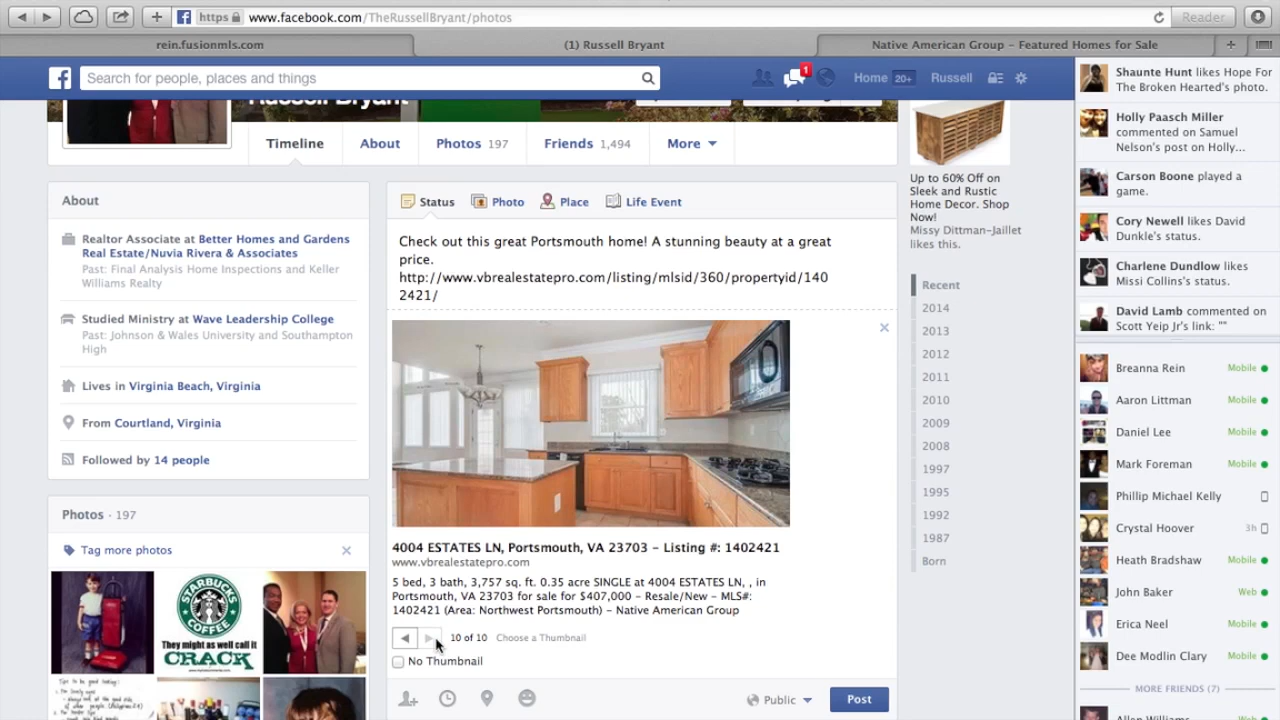 https www.facebook.com/TheRussellBryant/photos
Reader
rein.fusionmls.com
(1) Russell Bryant
Native American Group – Featured Homes for Sale
Search for people, places and things
1
Home 20+
Russell
Russell Bryant
Timeline
About
Photos 197
Friends 1,494
More
About
Realtor Associate at Better Homes and Gardens
Real Estate/Nuvia Rivera & Associates
Past: Final Analysis Home Inspections and Keller
Williams Realty
Studied Ministry at Wave Leadership College
Past: Johnson & Wales University and Southampton
High
Lives in Virginia Beach, Virginia
From Courtland, Virginia
Followed by 14 people
Photos · 197
Tag more photos
STARBUCKS
COFFEE
They might as well call it
CRACK
Status
Photo
Place
Life Event
Check out this great Portsmouth home! A stunning beauty at a great
price.
http://www.vbrealestatepro.com/listing/mlsid/360/propertyid/140
2421/
4004 ESTATES LN, Portsmouth, VA 23703 – Listing #: 1402421
www.vbrealestatepro.com
5 bed, 3 bath, 3,757 sq. ft. 0.35 acre SINGLE at 4004 ESTATES LN, , in
Portsmouth, VA 23703 for sale for $407,000 – Resale/New – MLS#:
1402421 (Area: Northwest Portsmouth) – Native American Group
10 of 10 Choose a Thumbnail
No Thumbnail
Public
Post
Up to 60% Off on
Sleek and Rustic
Home Decor. Shop
Now!
Missy Dittman-Jaillet
likes this.
Recent
2014
2013
2012
2011
2010
2009
2008
1997
1995
1992
1987
Born
Shaunte Hunt likes Hope For
The Broken Hearted's photo.
Holly Paasch Miller
commented on Samuel
Nelson's post on Holly...
Carson Boone played a
game.
Cory Newell likes David
Dunkle's status.
Charlene Dundlow likes
Missi Collins's status.
David Lamb commented on
Scott Yeip Jr's link: ""
Breanna Rein Mobile
Aaron Littman Mobile
Daniel Lee Mobile
Mark Foreman Mobile
Phillip Michael Kelly
Crystal Hoover 3h
Heath Bradshaw Mobile
John Baker Web
Erica Neel Mobile
Dee Modlin Clary Mobile
MORE FRIENDS (7)
Allen Williams Web